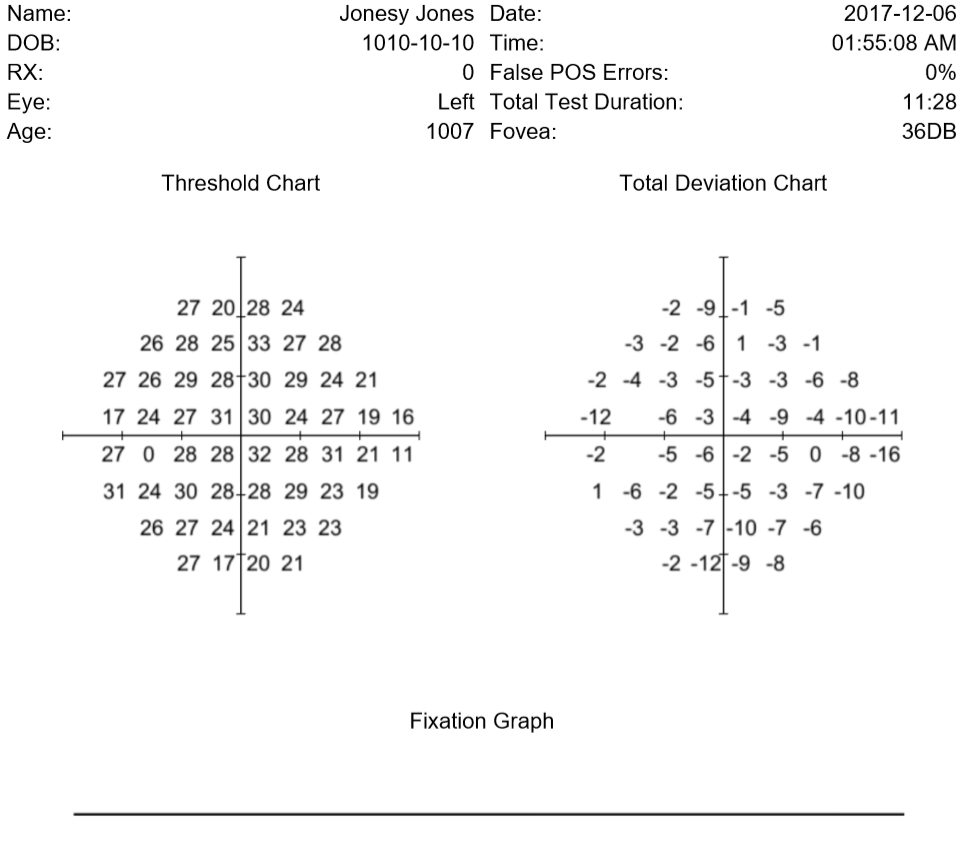 Name: Jonesy Jones Date: 2017-12-06
DOB: 1010-10-10 Time: 01:55:08 AM
RX: 0 False POS Errors: 0%
Eye: Left Total Test Duration: 11:28
Age: 1007 Fovea: 36DB
Threshold Chart Total Deviation Chart
27 20 28 24 -2 -9 -1 -5
26 28 25 33 27 28 -3 -2 -6 1 -3 -1
27 26 29 28 30 29 24 21 -2 -4 -3 -5 -3 -3 -6 -8
17 24 27 31 30 24 27 19 16 -12 -6 -3 -4 -9 -4 -10 -11
27 0 28 28 32 28 31 21 11 -2 -5 -6 -2 -5 0 -8 -16
31 24 30 28 28 29 23 19 1 -6 -2 -5 -5 -3 -7 -10
26 27 24 21 23 23 -3 -3 -7 -10 -7 -6
27 17 20 21 -2 -12 -9 -8
Fixation Graph